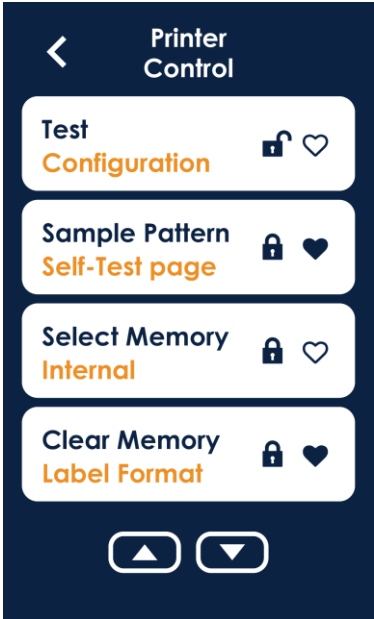 Printer
Control
Test
Configuration
Sample Pattern
Self-Test page
Select Memory
Internal
Clear Memory
Label Format